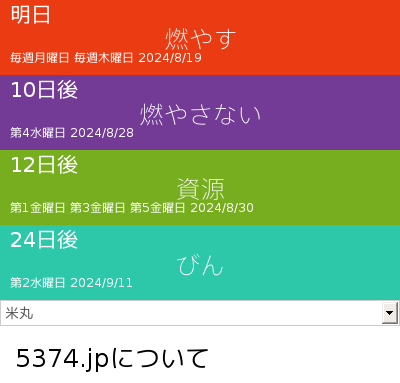 明日
燃やす
毎週月曜日 毎週木曜日 2024/8/19
10日後
燃やさない
第4水曜日 2024/8/28
12日後
資源
第1金曜日 第3金曜日 第5金曜日 2024/8/30
24日後
びん
第2水曜日 2024/9/11
米丸
5374.jpについて